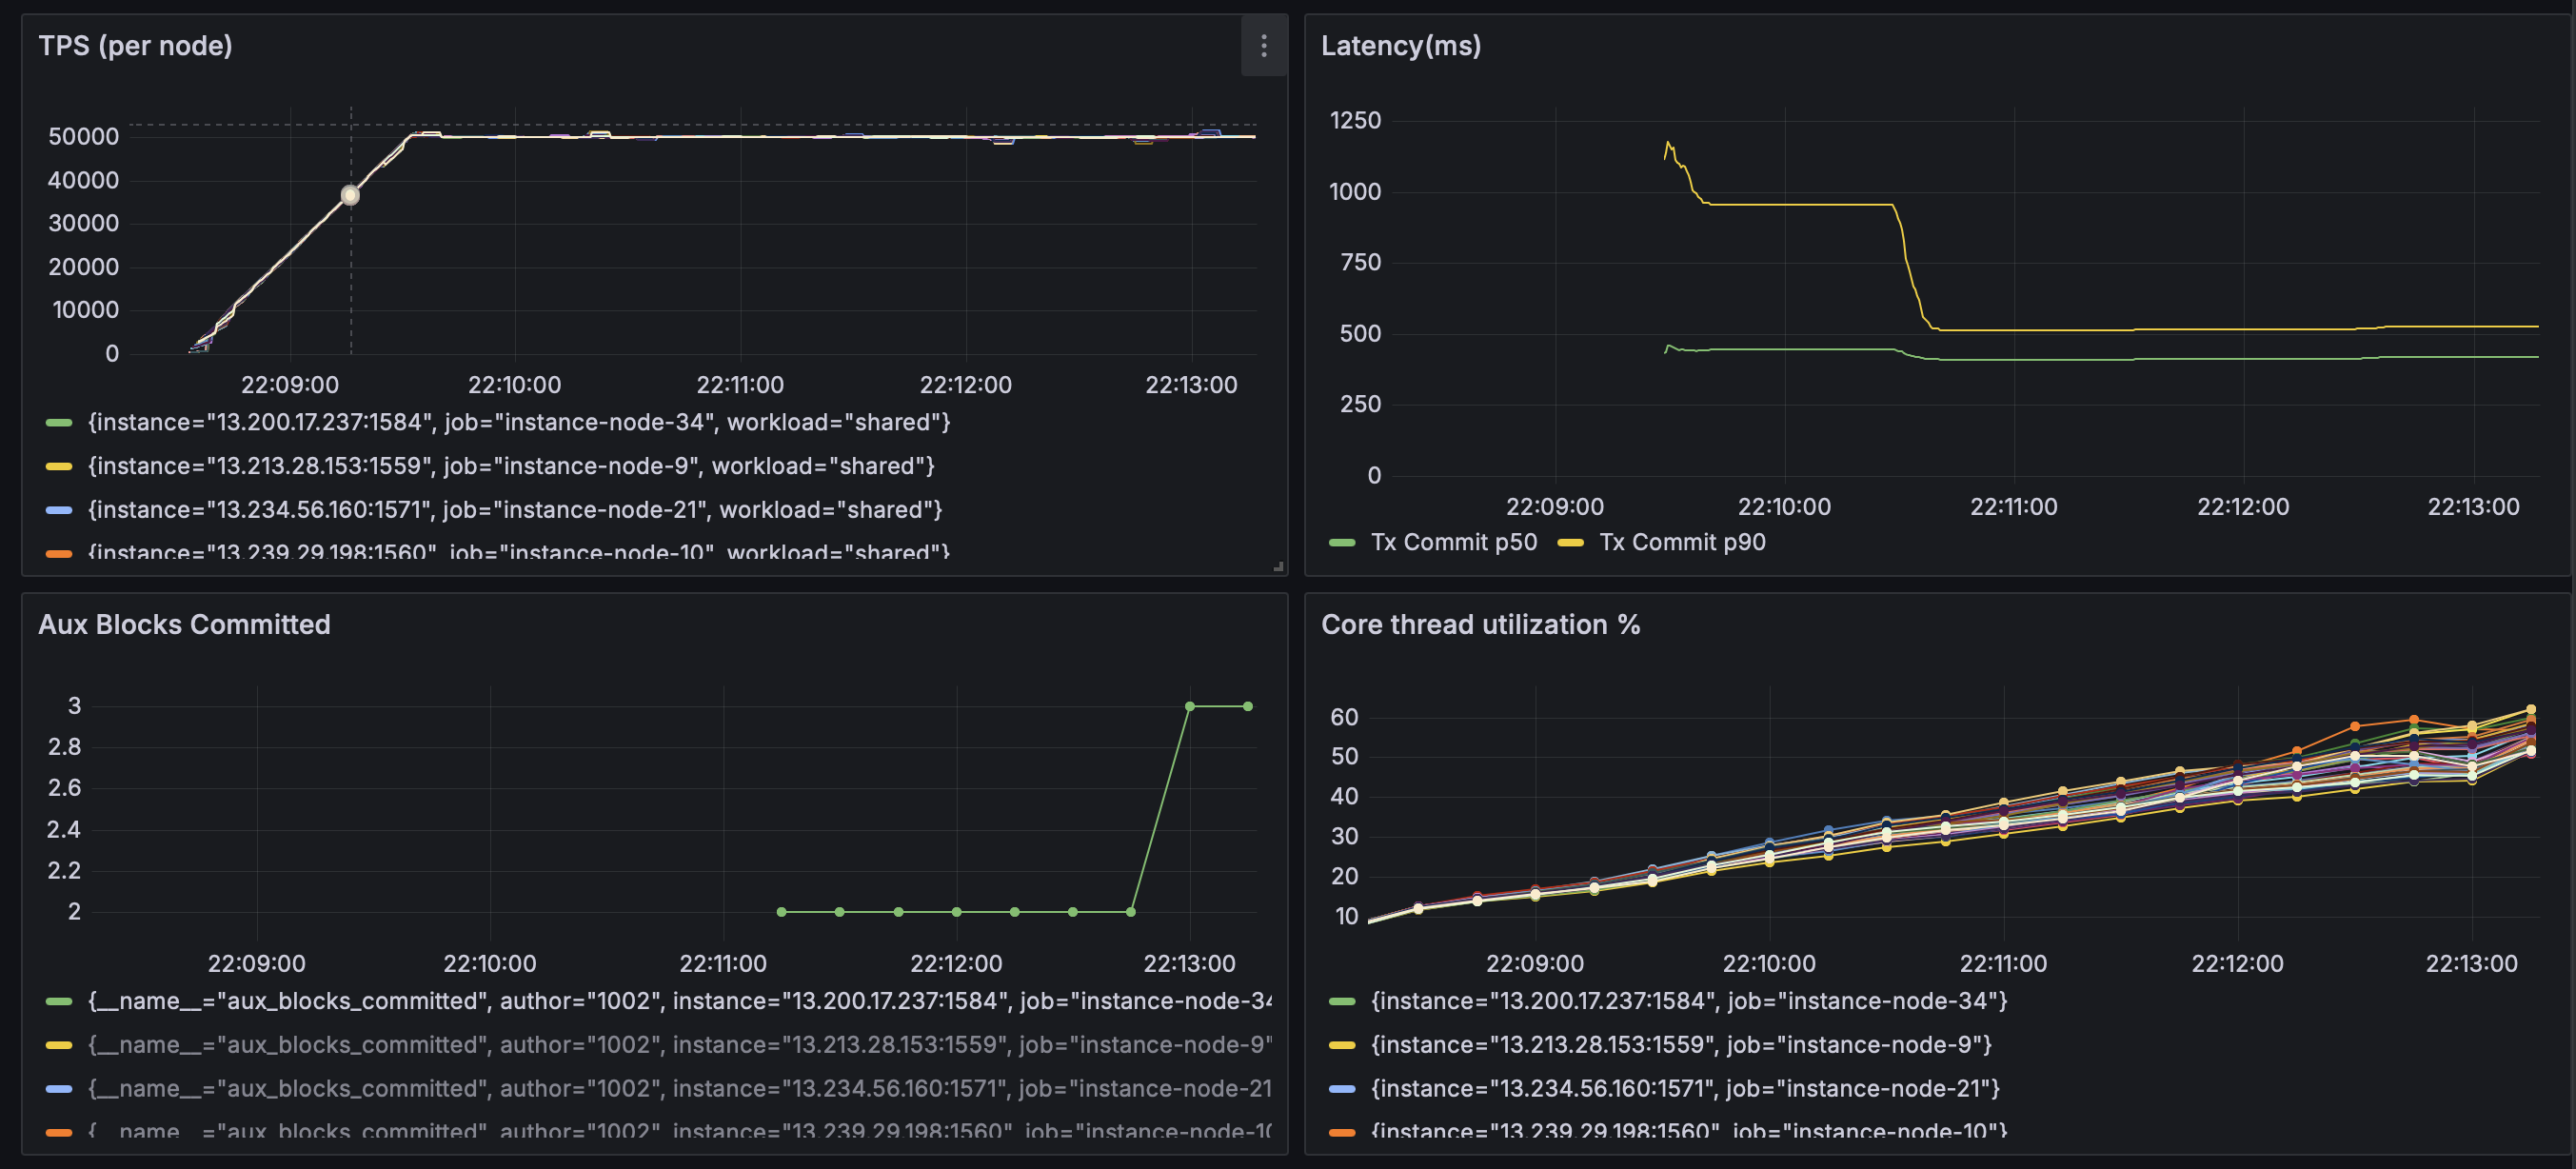 TPS (per node)
50000
40000
30000
20000
10000
0
22:09:00 22:10:00 22:11:00 22:12:00 22:13:00
{instance="13.200.17.237:1584", job="instance-node-34", workload="shared"}
{instance="13.213.28.153:1559", job="instance-node-9", workload="shared"}
{instance="13.234.56.160:1571", job="instance-node-21", workload="shared"}
{instance="13.239.29.198:1560", job="instance-node-10", workload="shared"}
Latency(ms)
1250
1000
750
500
250
0
22:09:00 22:10:00 22:11:00 22:12:00 22:13:00
Tx Commit p50 Tx Commit p90
Aux Blocks Committed
3
2.8
2.6
2.4
2.2
2
22:09:00 22:10:00 22:11:00 22:12:00 22:13:00
{__name__="aux_blocks_committed", author="1002", instance="13.200.17.237:1584", job="instance-node-34
{__name__="aux_blocks_committed", author="1002", instance="13.213.28.153:1559", job="instance-node-9"
{__name__="aux_blocks_committed", author="1002", instance="13.234.56.160:1571", job="instance-node-21
{__name__="aux_blocks_committed", author="1002", instance="13.239.29.198:1560", job="instance-node-10
Core thread utilization %
60
50
40
30
20
10
22:09:00 22:10:00 22:11:00 22:12:00 22:13:00
{instance="13.200.17.237:1584", job="instance-node-34"}
{instance="13.213.28.153:1559", job="instance-node-9"}
{instance="13.234.56.160:1571", job="instance-node-21"}
{instance="13.239.29.198:1560", job="instance-node-10"}